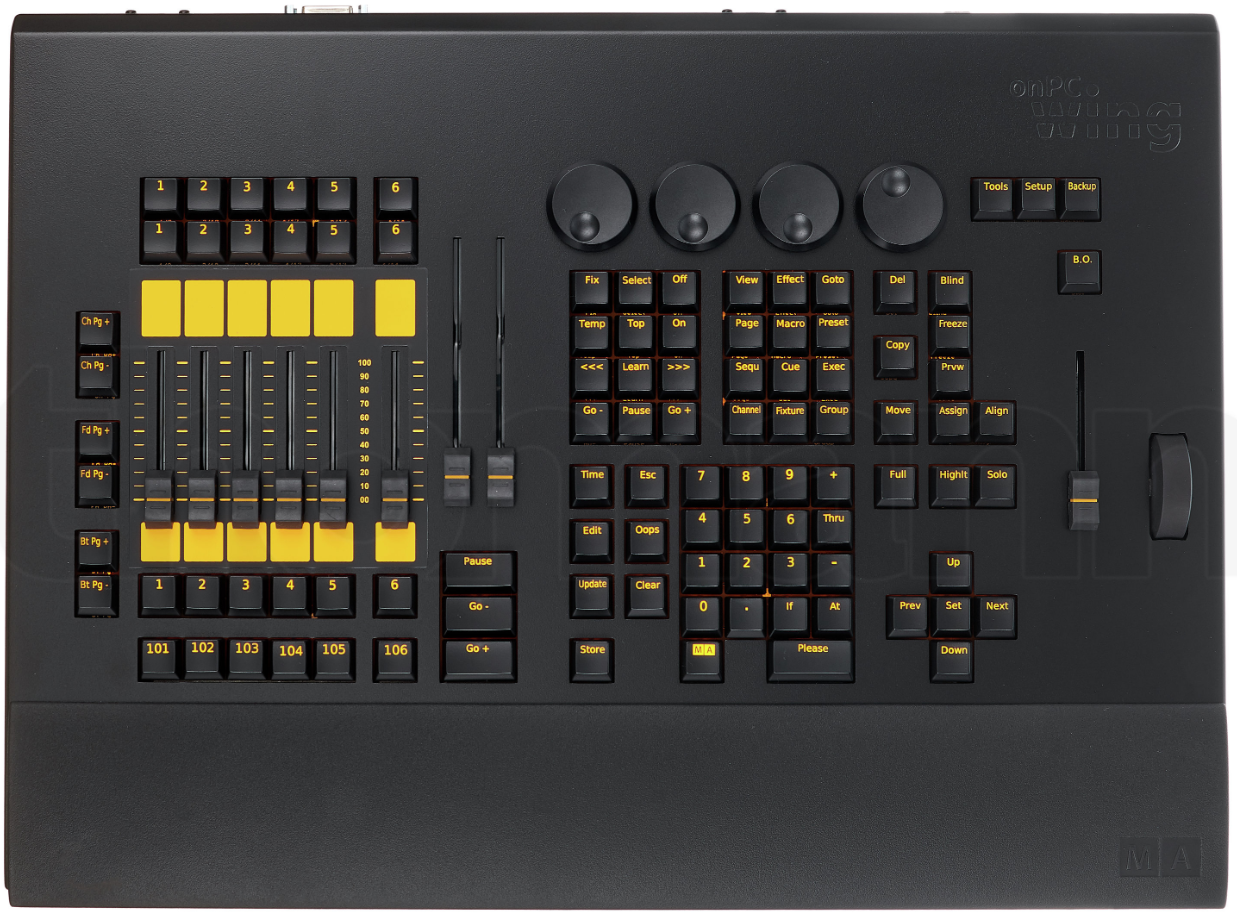 onPC
wing
Tools Setup Backup
B.O.
1 2 3 4 5 6
1 2 3 4 5 6
Ch Pg +
Ch Pg -
Fd Pg +
Fd Pg -
Bt Pg +
Bt Pg -
100
90
80
70
60
50
40
30
20
10
00
1 2 3 4 5 6
101 102 103 104 105 106
Pause
Go -
Go +
Fix Select Off
Temp Top On
<<< Learn >>>
Go - Pause Go +
View Effect Goto
Page Macro Preset
Sequ Cue Exec
Channel Fixture Group
Del Blind
Freeze
Copy
Prvw
Move Assign Align
Full Highlt Solo
Time Esc
Edit Oops
Update Clear
Store
7 8 9 +
4 5 6 Thru
1 2 3 -
0 . If At
MA Please
Up
Prev Set Next
Down
MA
thomann